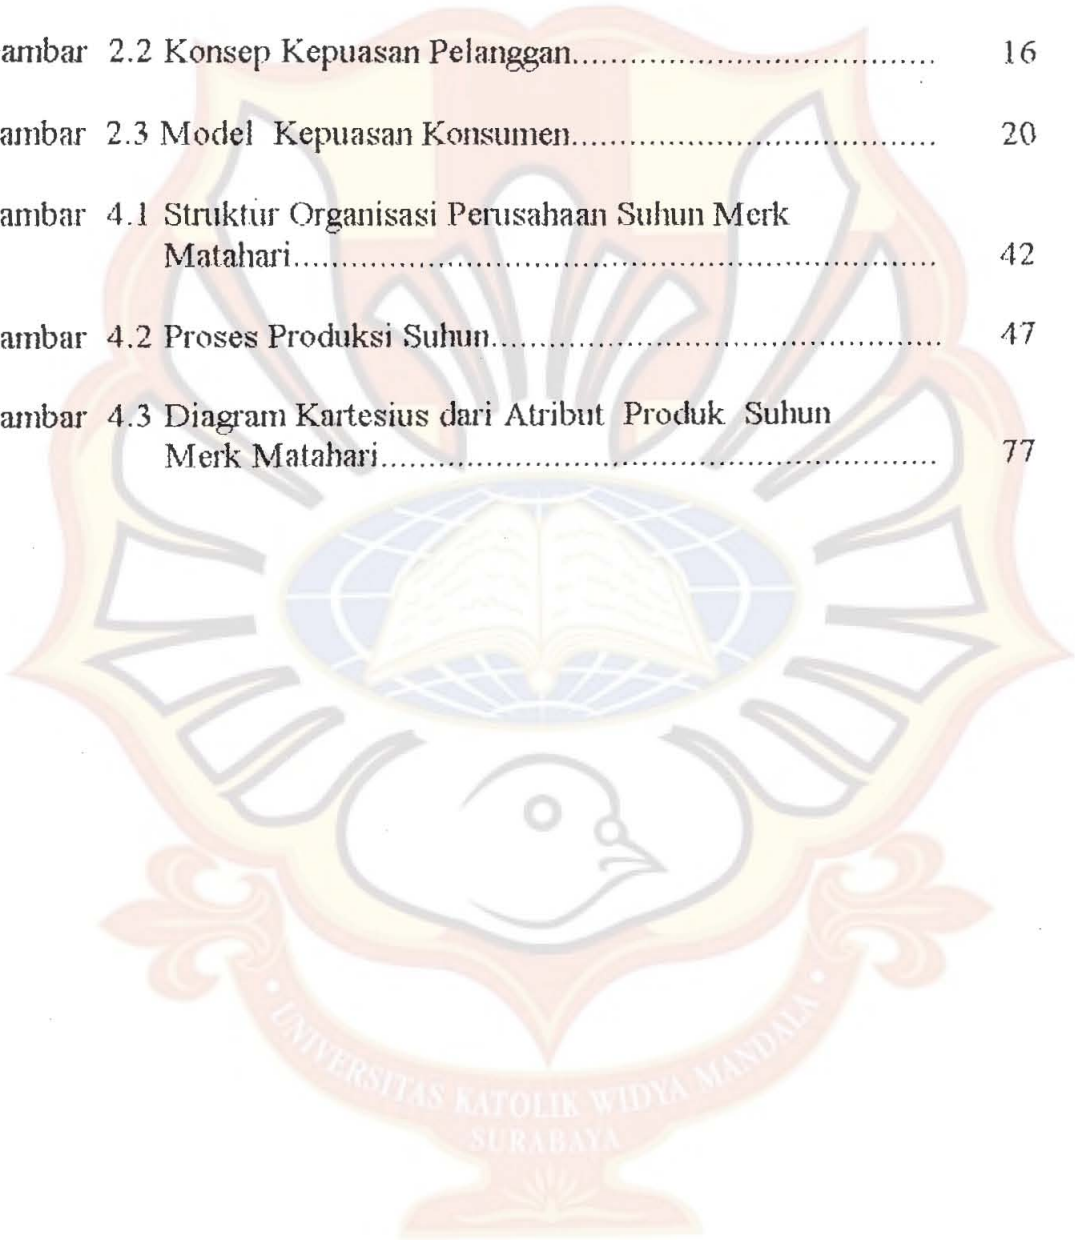 ambar 2.2 Konsep Kepuasan Pelanggan..................................... 16
ambar 2.3 Model Kepuasan Konsumen..................................... 20
ambar 4.1 Struktur Organisasi Perusahaan Suhun Merk
Matahari.................................................................. 42
ambar 4.2 Proses Produksi Suhun.............................................. 47
ambar 4.3 Diagram Kartesius dari Atribut Produk Suhun
Merk Matahari......................................................... 77
UNIVERSITAS KATOLIK WIDYA MANDALA
SURABAYA